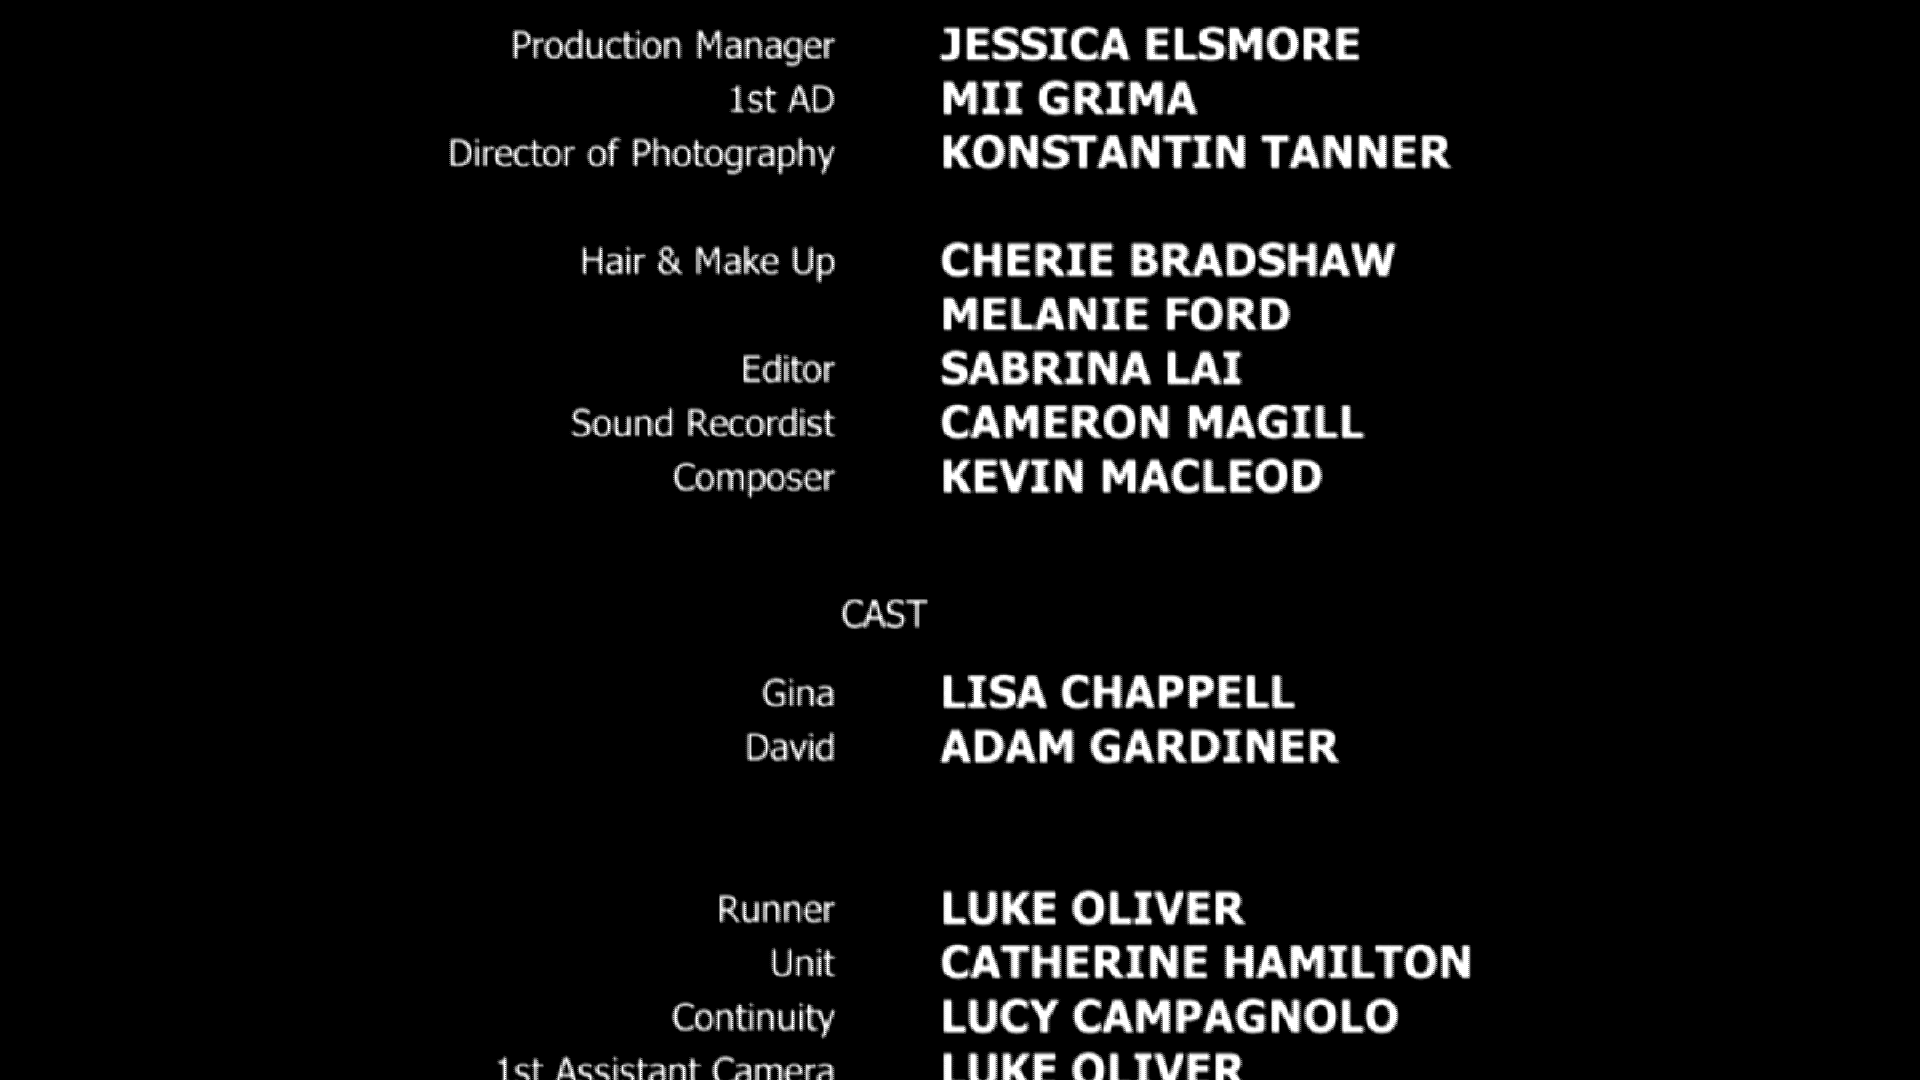 Production Manager JESSICA ELSMORE
1st AD MII GRIMA
Director of Photography KONSTANTIN TANNER
Hair & Make Up CHERIE BRADSHAW
MELANIE FORD
Editor SABRINA LAI
Sound Recordist CAMERON MAGILL
Composer KEVIN MACLEOD
CAST
Gina LISA CHAPPELL
David ADAM GARDINER
Runner LUKE OLIVER
Unit CATHERINE HAMILTON
Continuity LUCY CAMPAGNOLO
1st Assistant Camera LUKE OLIVER